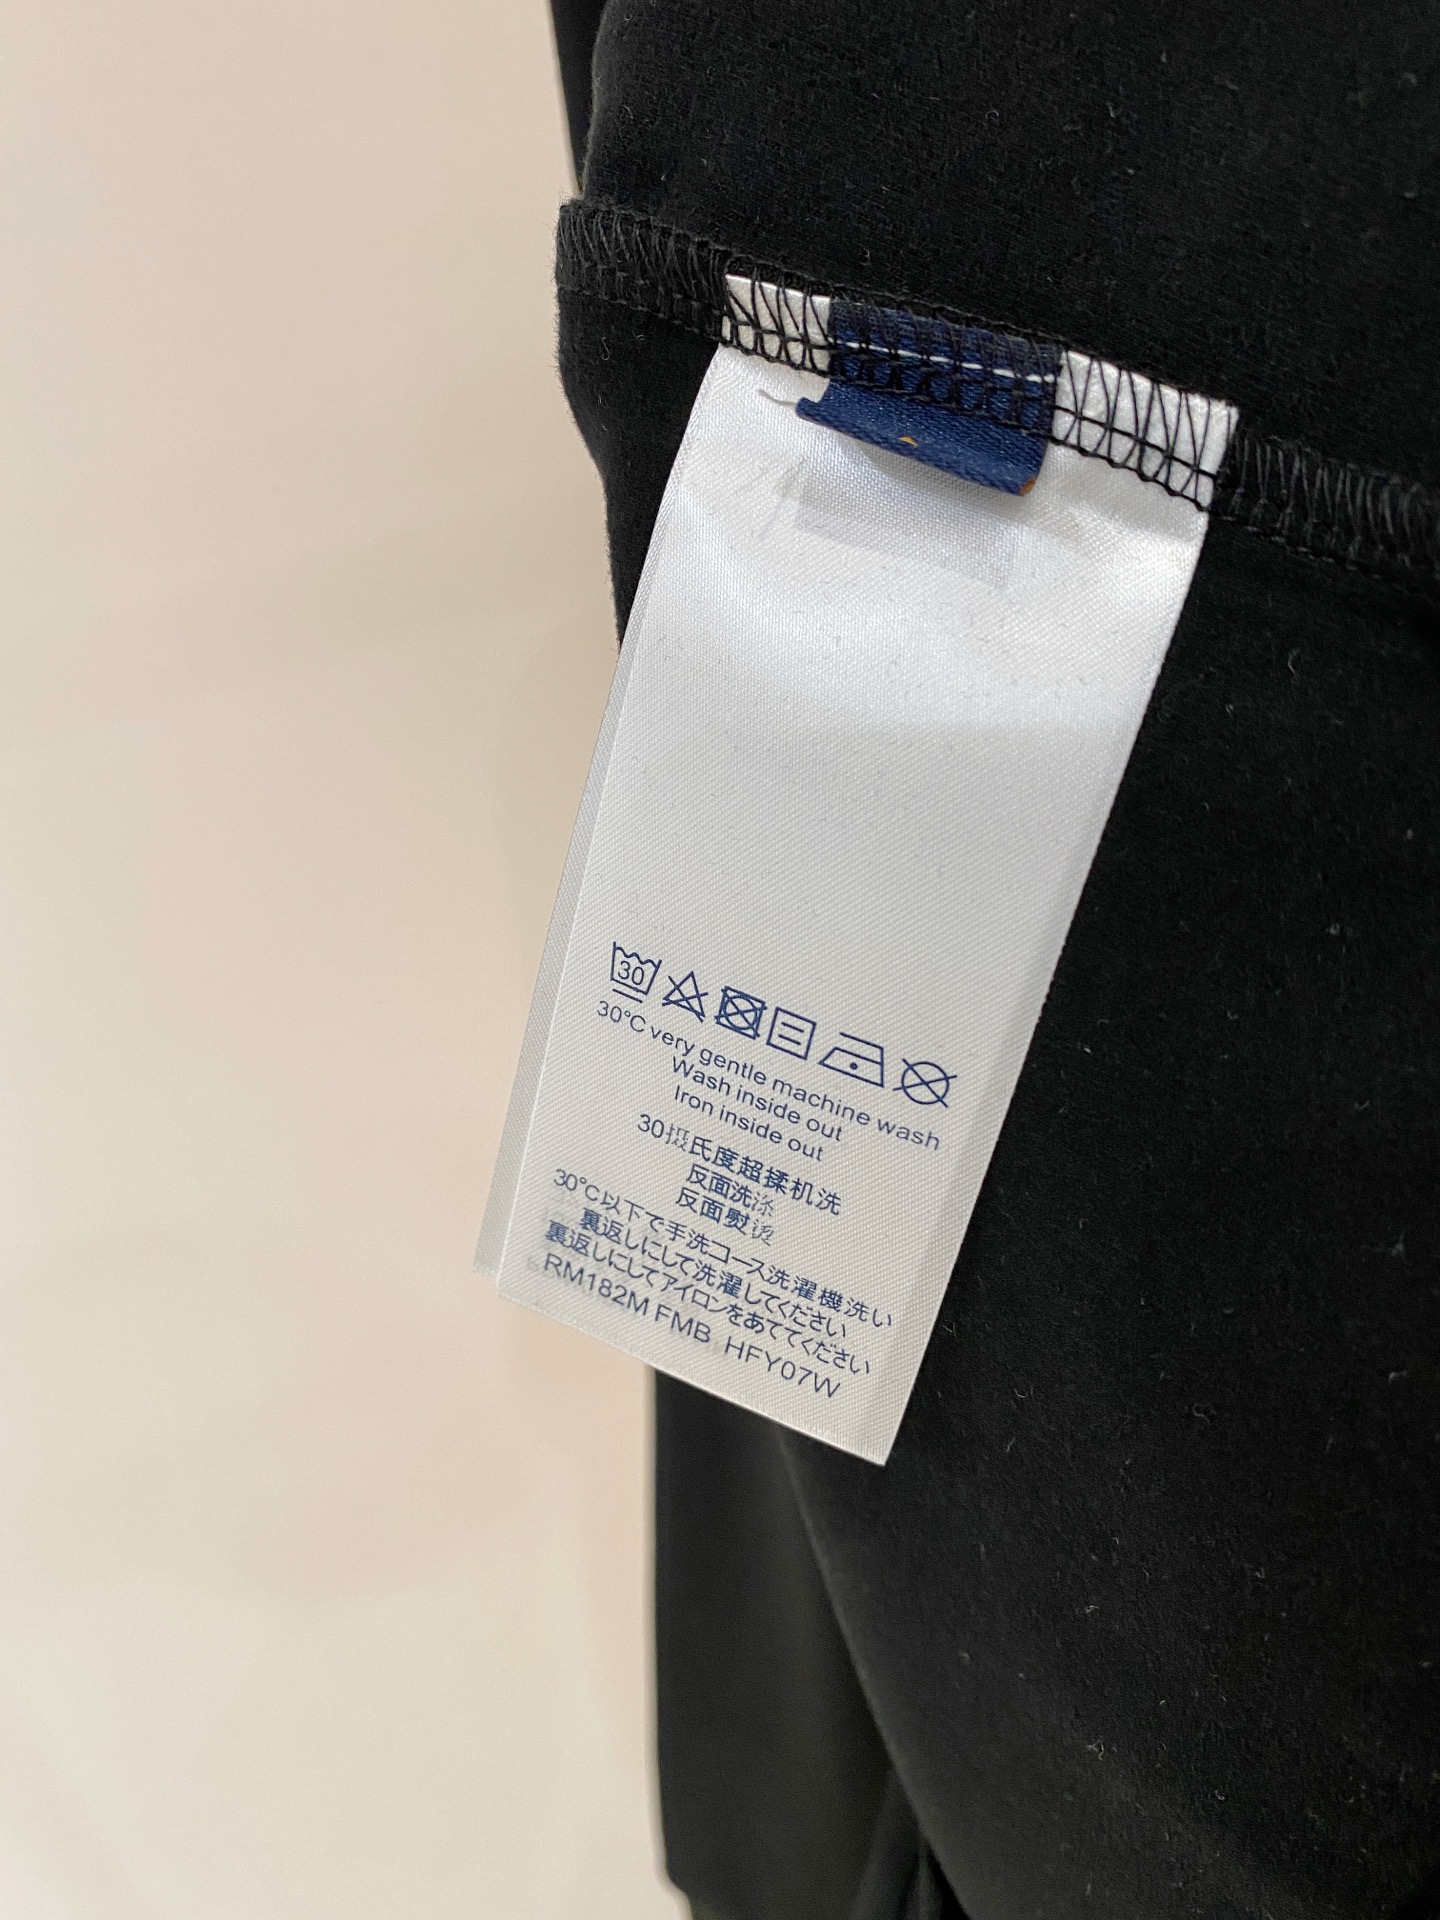 30
30°C very gentle machine wash
Wash inside out
Iron inside out
30摄氏度超揉机洗
反面洗涤
反面熨烫
30°C以下で手洗コース洗濯機洗い
裏返しにして洗濯してください
裏返しにしてアイロンをあててください
RM182M FMB HFY07W